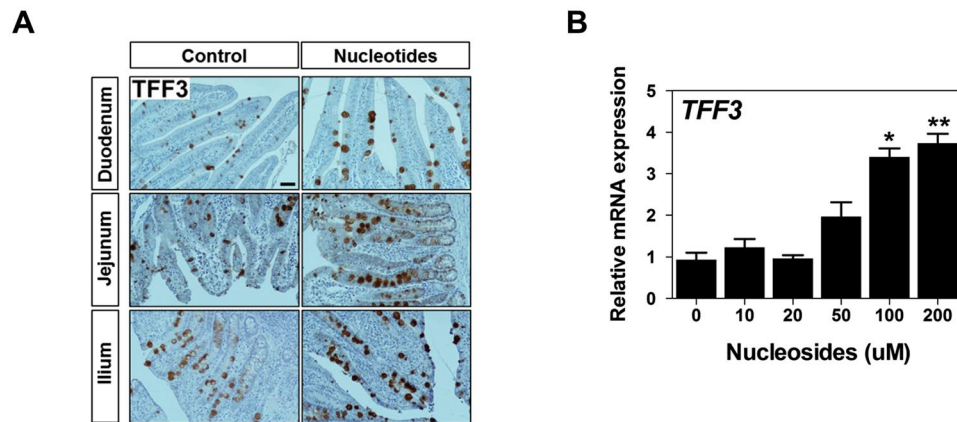 A
Control
Nucleotides
Duodenum
TFF3
Jejunum
Ilium
B
TFF3
Relative mRNA expression
5
4
3
2
1
0
*
**
0 10 20 50 100 200
Nucleosides (uM)